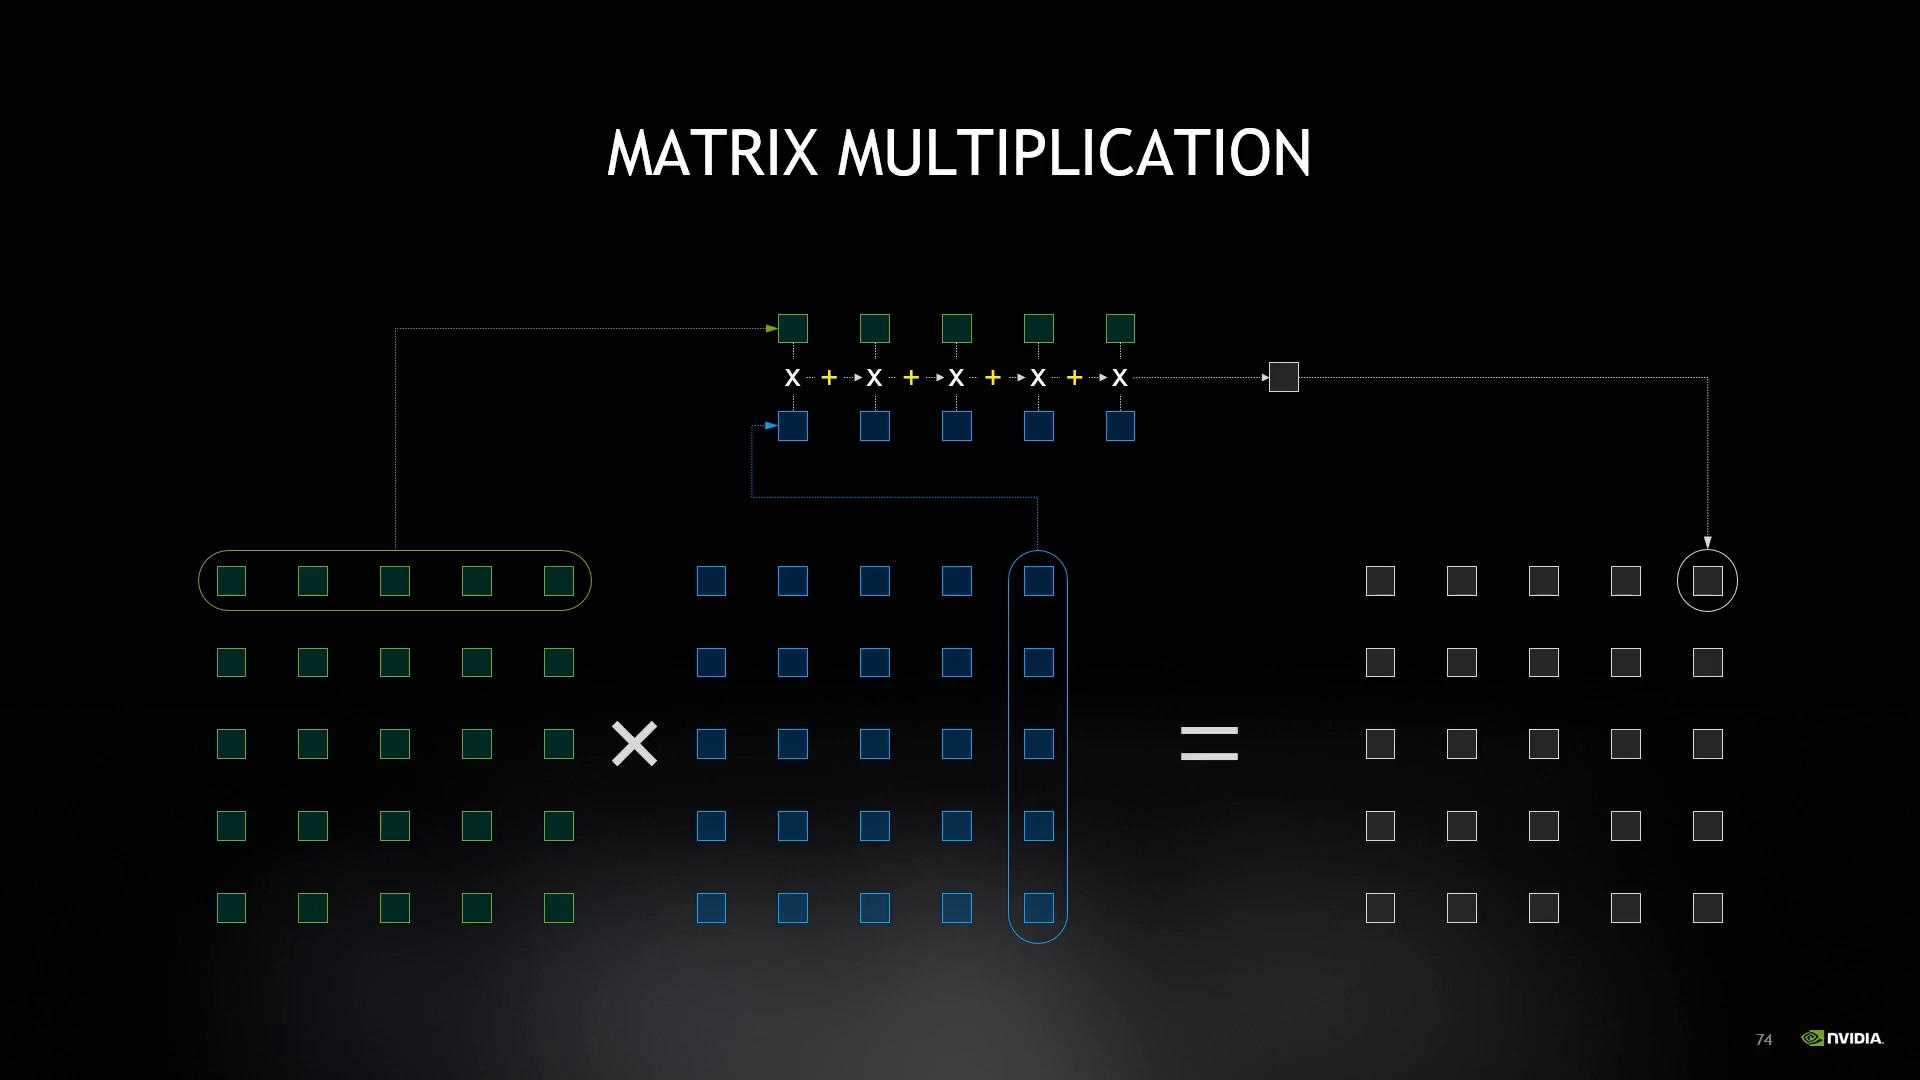 MATRIX MULTIPLICATION
X + X + X + X + X
× =
74 NVIDIA.